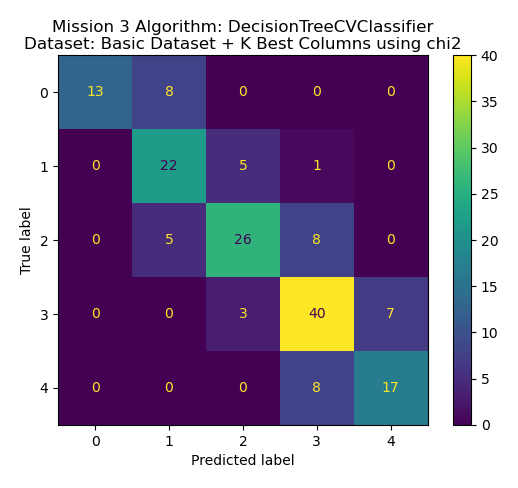 Mission 3 Algorithm: DecisionTreeCVClassifier
Dataset: Basic Dataset + K Best Columns using chi2
40
35
30
25
20
15
10
5
0
True label
0 13 8 0 0 0
1 0 22 5 1 0
2 0 5 26 8 0
3 0 0 3 40 7
4 0 0 0 8 17
0 1 2 3 4
Predicted label